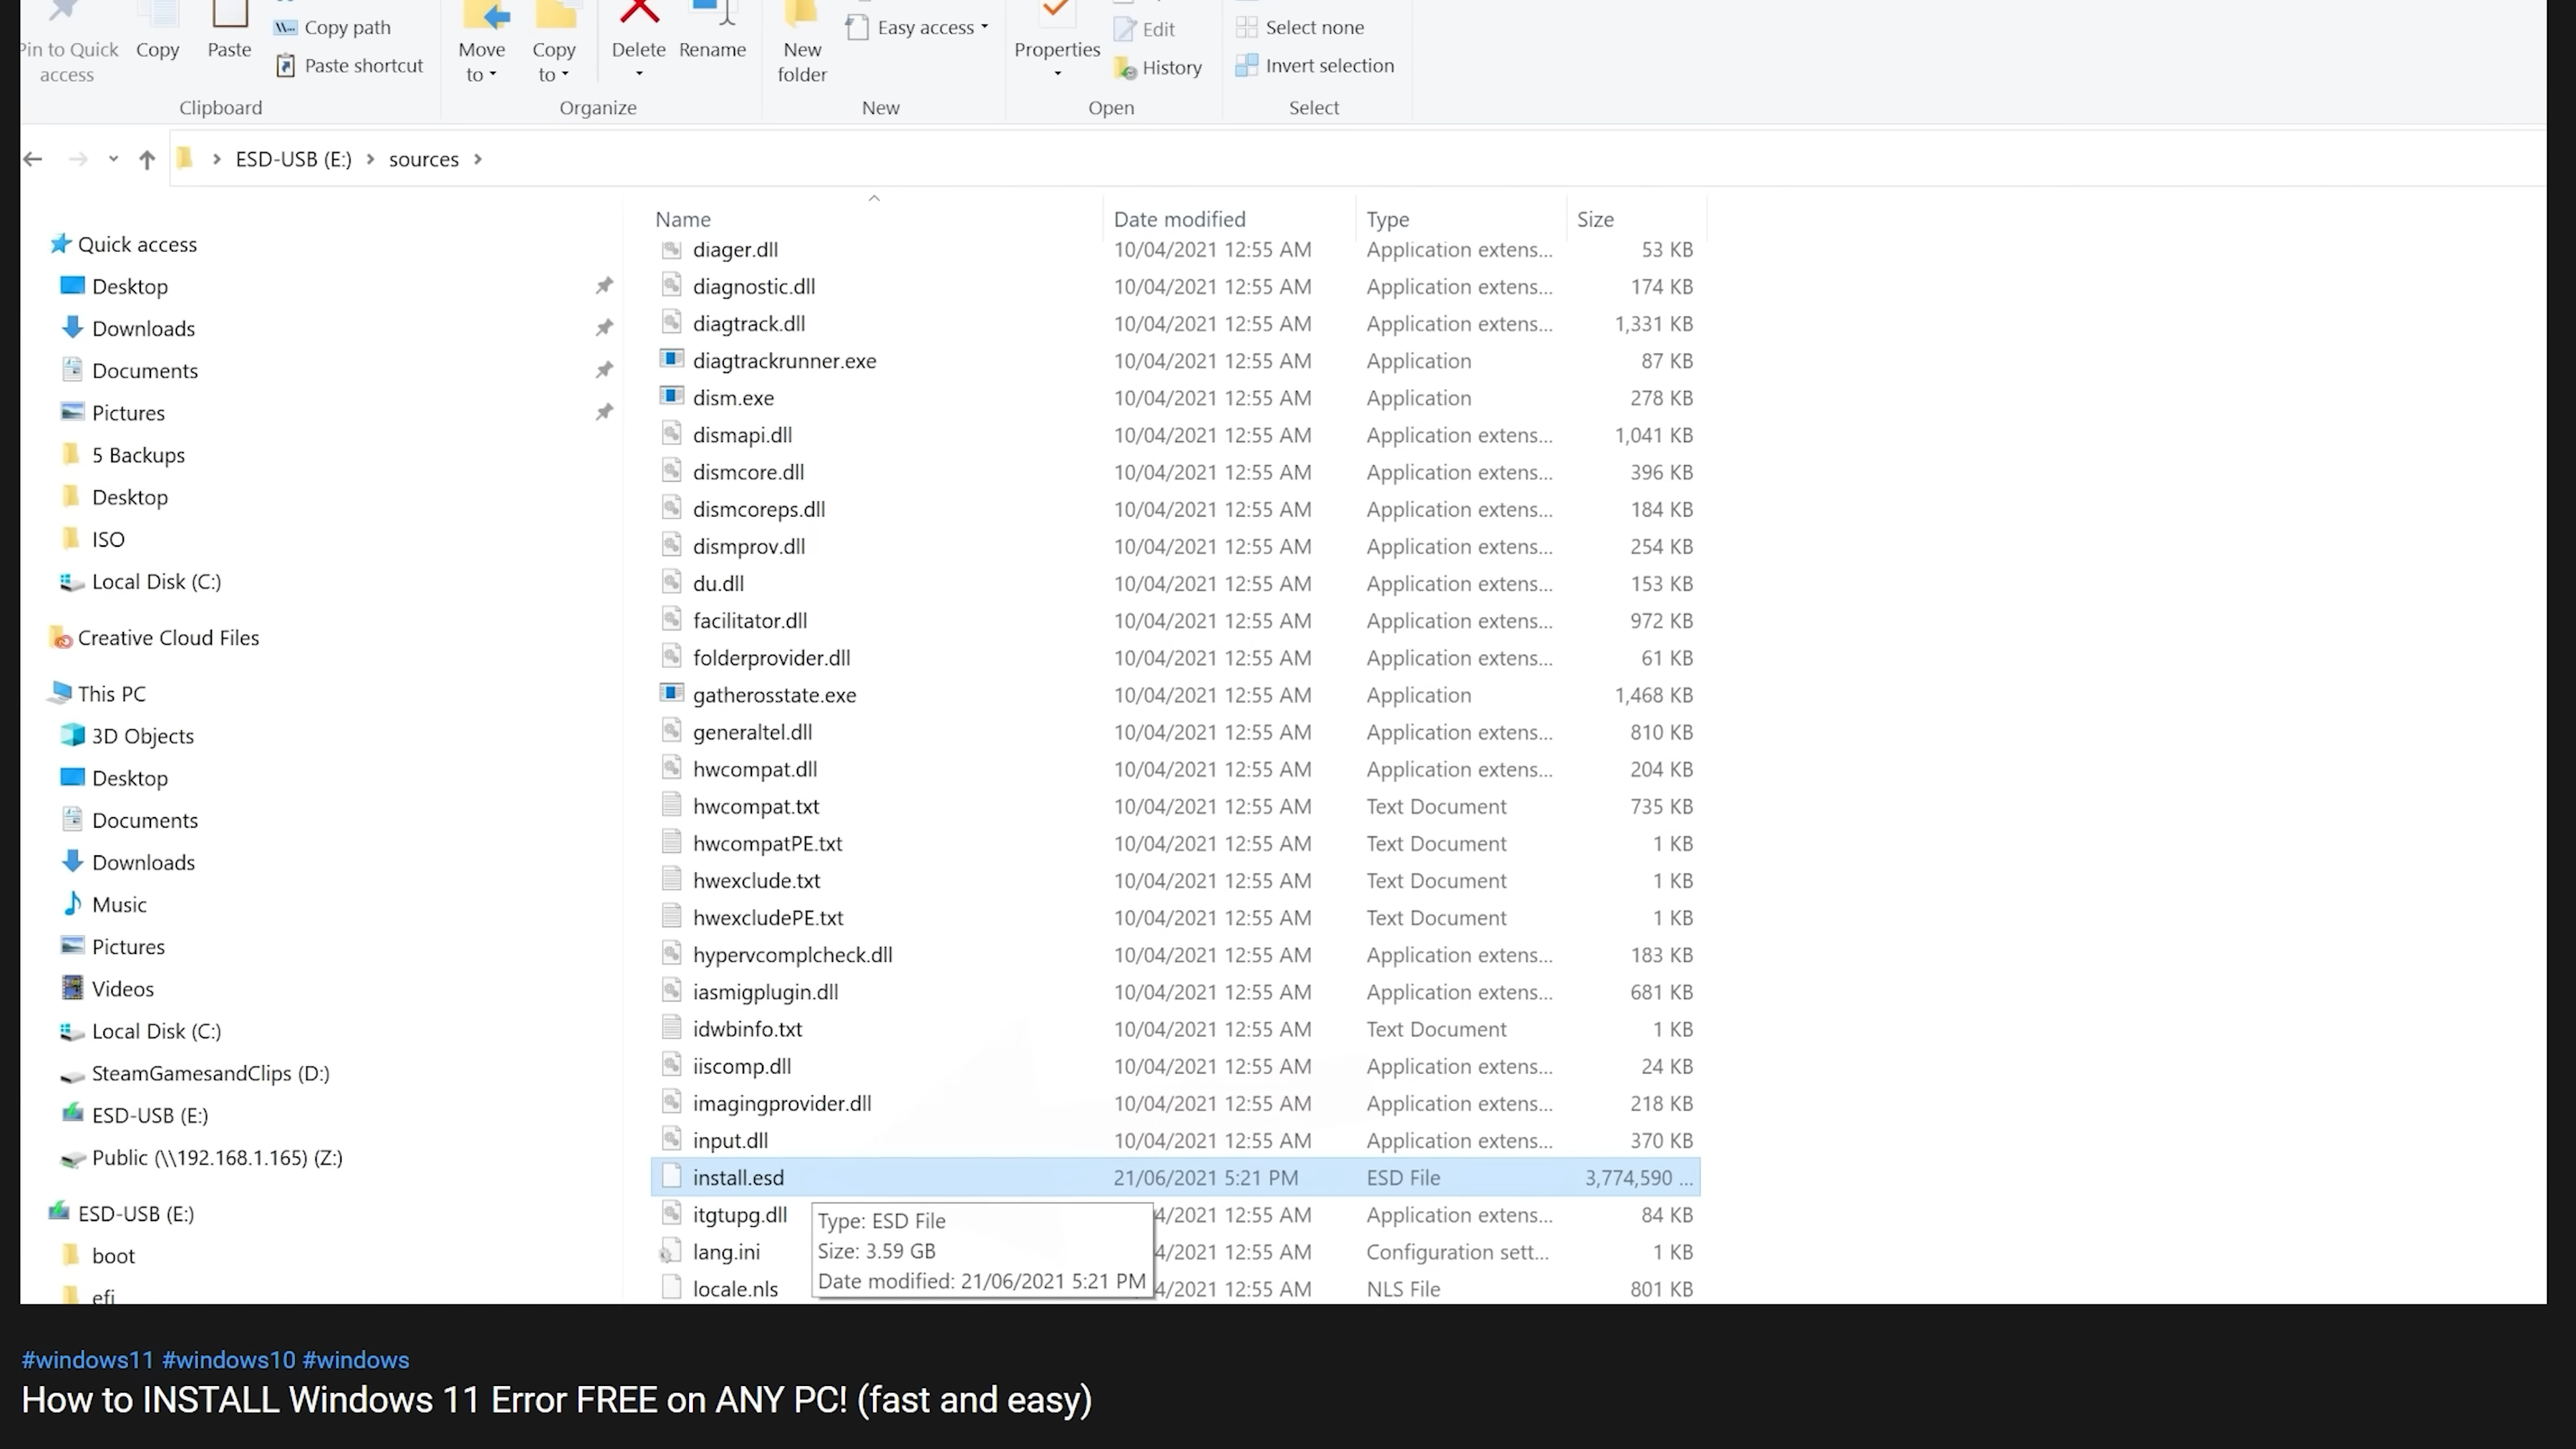 Pin to Quick access
Copy
Paste
Copy path
Paste shortcut
Clipboard
Move to
Copy to
Delete
Rename
Organize
New folder
Easy access
New
Properties
Edit
History
Open
Select none
Invert selection
Select
ESD-USB (E:) > sources >
Quick access
Desktop
Downloads
Documents
Pictures
5 Backups
Desktop
ISO
Local Disk (C:)
Creative Cloud Files
This PC
3D Objects
Desktop
Documents
Downloads
Music
Pictures
Videos
Local Disk (C:)
SteamGamesandClips (D:)
ESD-USB (E:)
Public (\\192.168.1.165) (Z:)
ESD-USB (E:)
boot
efi
Name Date modified Type Size
diager.dll 10/04/2021 12:55 AM Application extens... 53 KB
diagnostic.dll 10/04/2021 12:55 AM Application extens... 174 KB
diagtrack.dll 10/04/2021 12:55 AM Application extens... 1,331 KB
diagtrackrunner.exe 10/04/2021 12:55 AM Application 87 KB
dism.exe 10/04/2021 12:55 AM Application 278 KB
dismapi.dll 10/04/2021 12:55 AM Application extens... 1,041 KB
dismcore.dll 10/04/2021 12:55 AM Application extens... 396 KB
dismcoreps.dll 10/04/2021 12:55 AM Application extens... 184 KB
dismprov.dll 10/04/2021 12:55 AM Application extens... 254 KB
du.dll 10/04/2021 12:55 AM Application extens... 153 KB
facilitator.dll 10/04/2021 12:55 AM Application extens... 972 KB
folderprovider.dll 10/04/2021 12:55 AM Application extens... 61 KB
gatherosstate.exe 10/04/2021 12:55 AM Application 1,468 KB
generaltel.dll 10/04/2021 12:55 AM Application extens... 810 KB
hwcompat.dll 10/04/2021 12:55 AM Application extens... 204 KB
hwcompat.txt 10/04/2021 12:55 AM Text Document 735 KB
hwcompatPE.txt 10/04/2021 12:55 AM Text Document 1 KB
hwexclude.txt 10/04/2021 12:55 AM Text Document 1 KB
hwexcludePE.txt 10/04/2021 12:55 AM Text Document 1 KB
hypervcomplcheck.dll 10/04/2021 12:55 AM Application extens... 183 KB
iasmigplugin.dll 10/04/2021 12:55 AM Application extens... 681 KB
idwbinfo.txt 10/04/2021 12:55 AM Text Document 1 KB
iiscomp.dll 10/04/2021 12:55 AM Application extens... 24 KB
imagingprovider.dll 10/04/2021 12:55 AM Application extens... 218 KB
input.dll 10/04/2021 12:55 AM Application extens... 370 KB
install.esd 21/06/2021 5:21 PM ESD File 3,774,590 ...
itgtupg.dll 4/2021 12:55 AM Application extens... 84 KB
lang.ini 4/2021 12:55 AM Configuration sett... 1 KB
locale.nls 4/2021 12:55 AM NLS File 801 KB
Type: ESD File
Size: 3.59 GB
Date modified: 21/06/2021 5:21 PM
#windows11 #windows10 #windows
How to INSTALL Windows 11 Error FREE on ANY PC! (fast and easy)